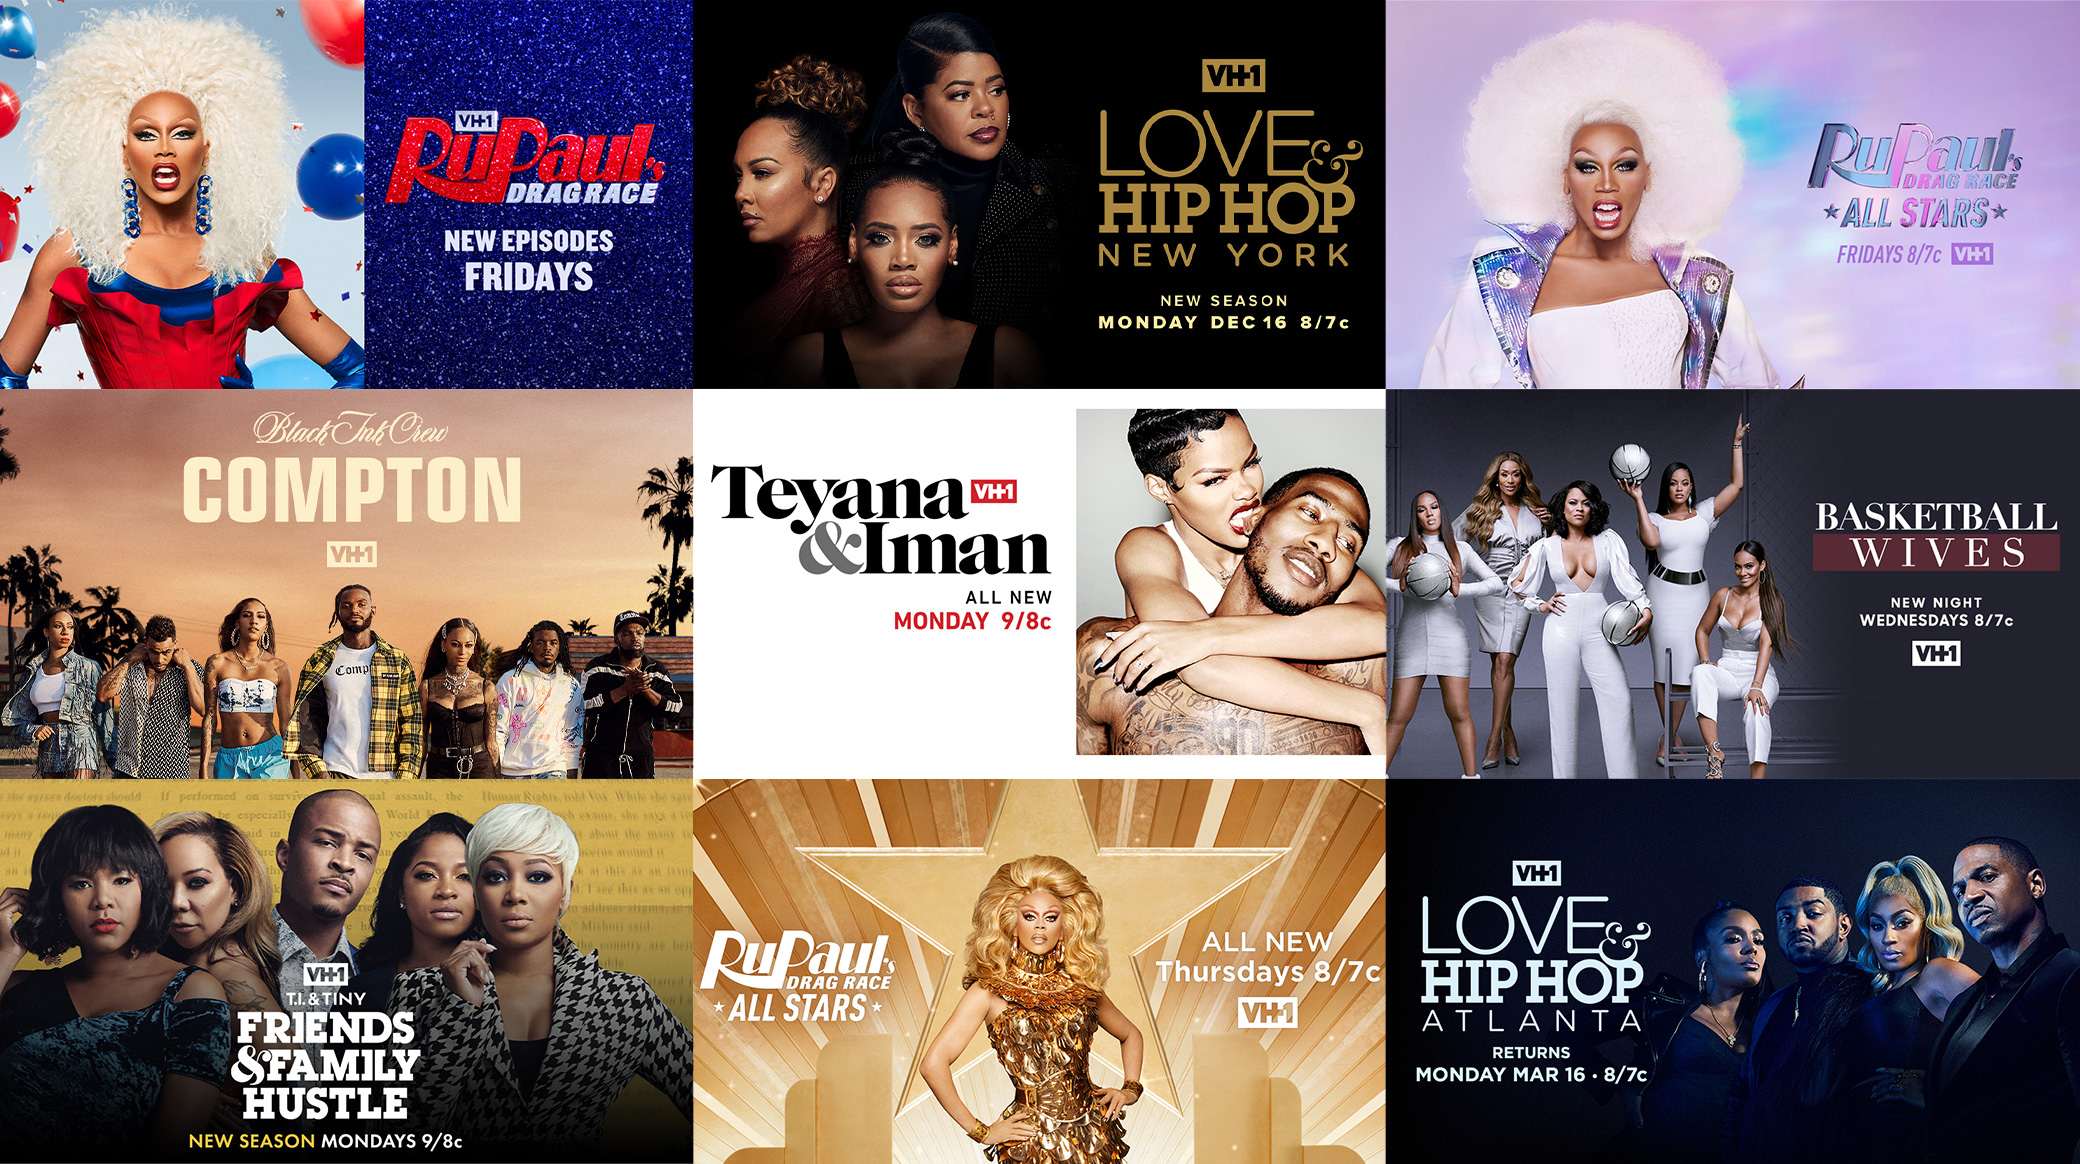 VH1
RuPaul's
DRAG RACE
NEW EPISODES
FRIDAYS
VH1
LOVE &
HIP HOP
NEW YORK
NEW SEASON
MONDAY DEC 16 8/7c
RuPaul's
DRAG RACE
★ALL STARS★
FRIDAYS 8/7c VH1
Black Ink Crew
COMPTON
VH1
Comp
Teyana VH1
&Iman
ALL NEW
MONDAY 9/8c
BASKETBALL
WIVES
NEW NIGHT
WEDNESDAYS 8/7c
VH1
VH1
T.I. & TINY
FRIENDS
&FAMILY
HUSTLE
NEW SEASON MONDAYS 9/8c
RuPaul's
DRAG RACE
★ALL STARS★
ALL NEW
Thursdays 8/7c
VH1
VH1
LOVE &
HIP HOP
ATLANTA
RETURNS
MONDAY MAR 16 • 8/7c